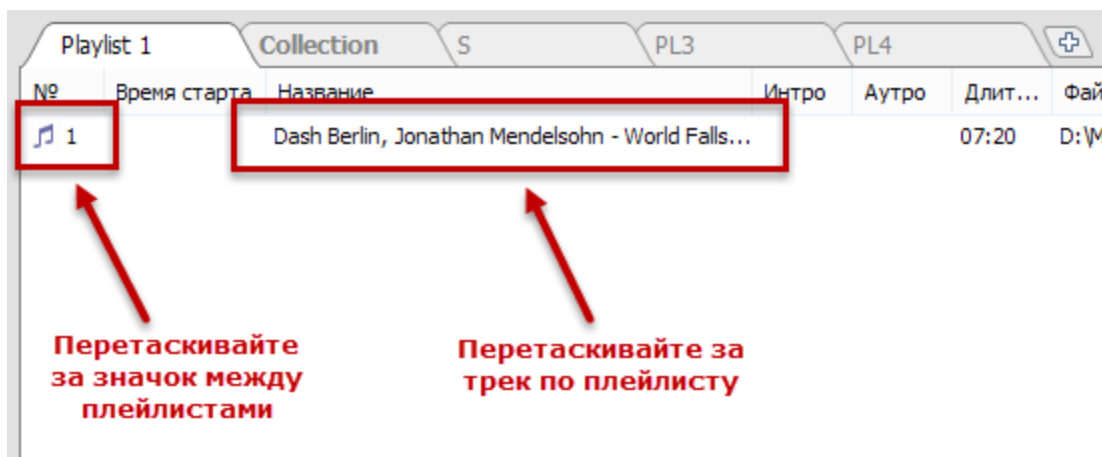 Playlist 1 Collection S PL3 PL4
№ Время старта Название Интро Аутро Длит... Фай
1 Dash Berlin, Jonathan Mendelsohn - World Falls... 07:20 D:\M
Перетаскивайте
за значок между
плейлистами
Перетаскивайте за
трек по плейлисту